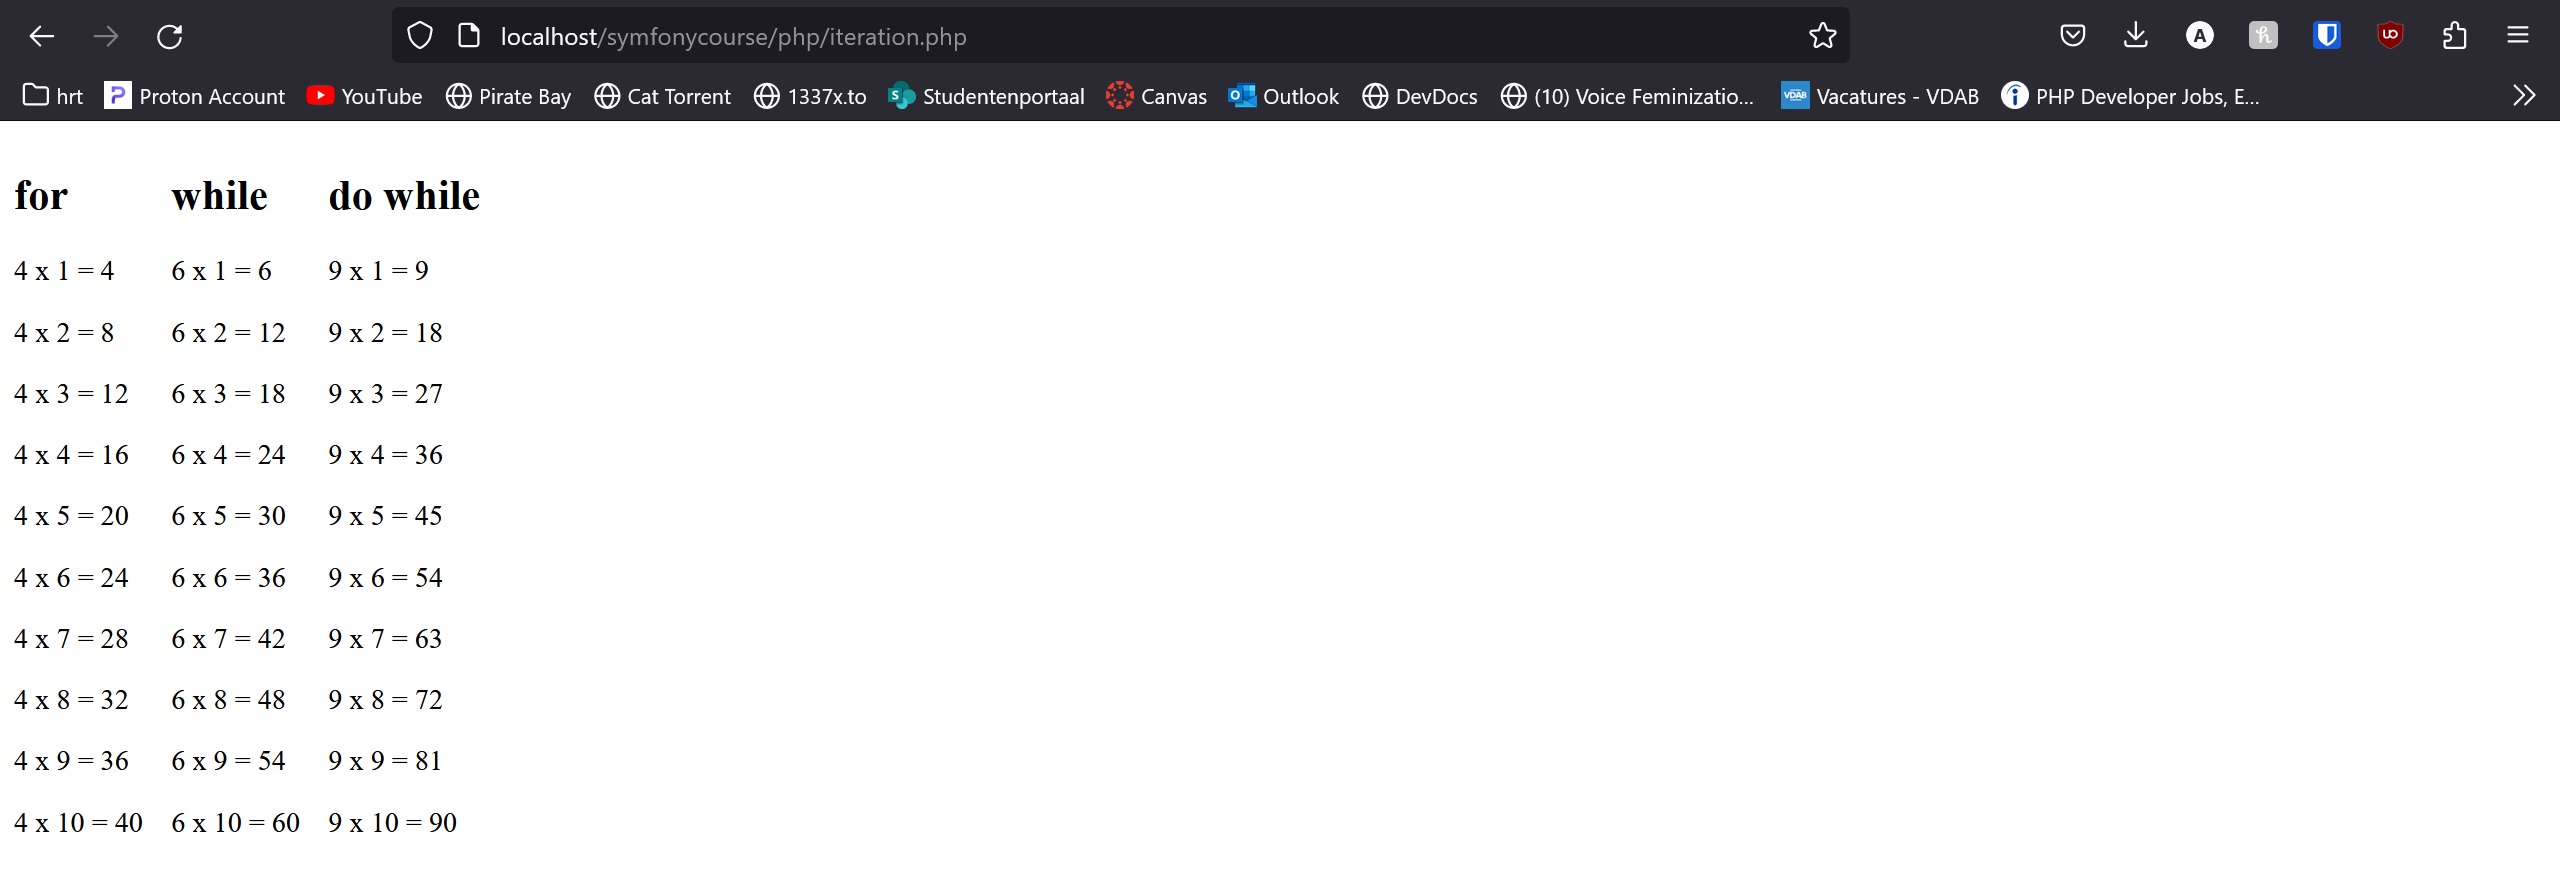 localhost/symfonycourse/php/iteration.php
hrt Proton Account YouTube Pirate Bay Cat Torrent 1337x.to Studentenportaal Canvas Outlook DevDocs (10) Voice Feminizatio... VDAB Vacatures - VDAB PHP Developer Jobs, E...
for while do while
4 x 1 = 4 6 x 1 = 6 9 x 1 = 9
4 x 2 = 8 6 x 2 = 12 9 x 2 = 18
4 x 3 = 12 6 x 3 = 18 9 x 3 = 27
4 x 4 = 16 6 x 4 = 24 9 x 4 = 36
4 x 5 = 20 6 x 5 = 30 9 x 5 = 45
4 x 6 = 24 6 x 6 = 36 9 x 6 = 54
4 x 7 = 28 6 x 7 = 42 9 x 7 = 63
4 x 8 = 32 6 x 8 = 48 9 x 8 = 72
4 x 9 = 36 6 x 9 = 54 9 x 9 = 81
4 x 10 = 40 6 x 10 = 60 9 x 10 = 90